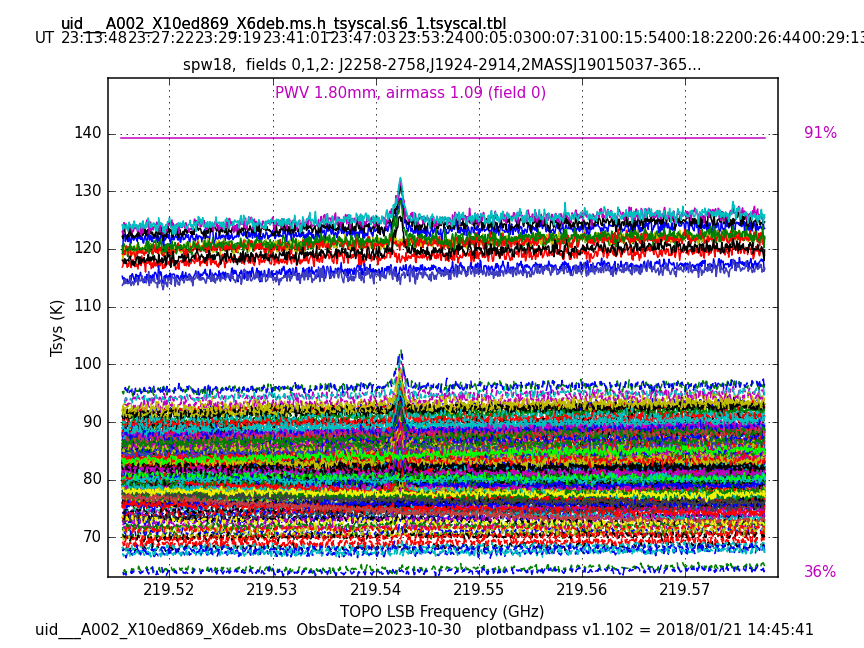 uid___A002_X10ed869_X6deb.ms.h_tsyscal.s6_1.tsyscal.tbl
UT 23:13:48 23:27:22 23:29:19 23:41:01 23:47:03 23:53:24 00:05:03 00:07:31 00:15:54 00:18:22 00:26:44 00:29:13
spw18, fields 0,1,2: J2258-2758,J1924-2914,2MASSJ19015037-365...
PWV 1.80mm, airmass 1.09 (field 0)
91%
140
130
120
110
100
90
80
70
Tsys (K)
36%
219.52 219.53 219.54 219.55 219.56 219.57
TOPO LSB Frequency (GHz)
uid___A002_X10ed869_X6deb.ms ObsDate=2023-10-30 plotbandpass v1.102 = 2018/01/21 14:45:41